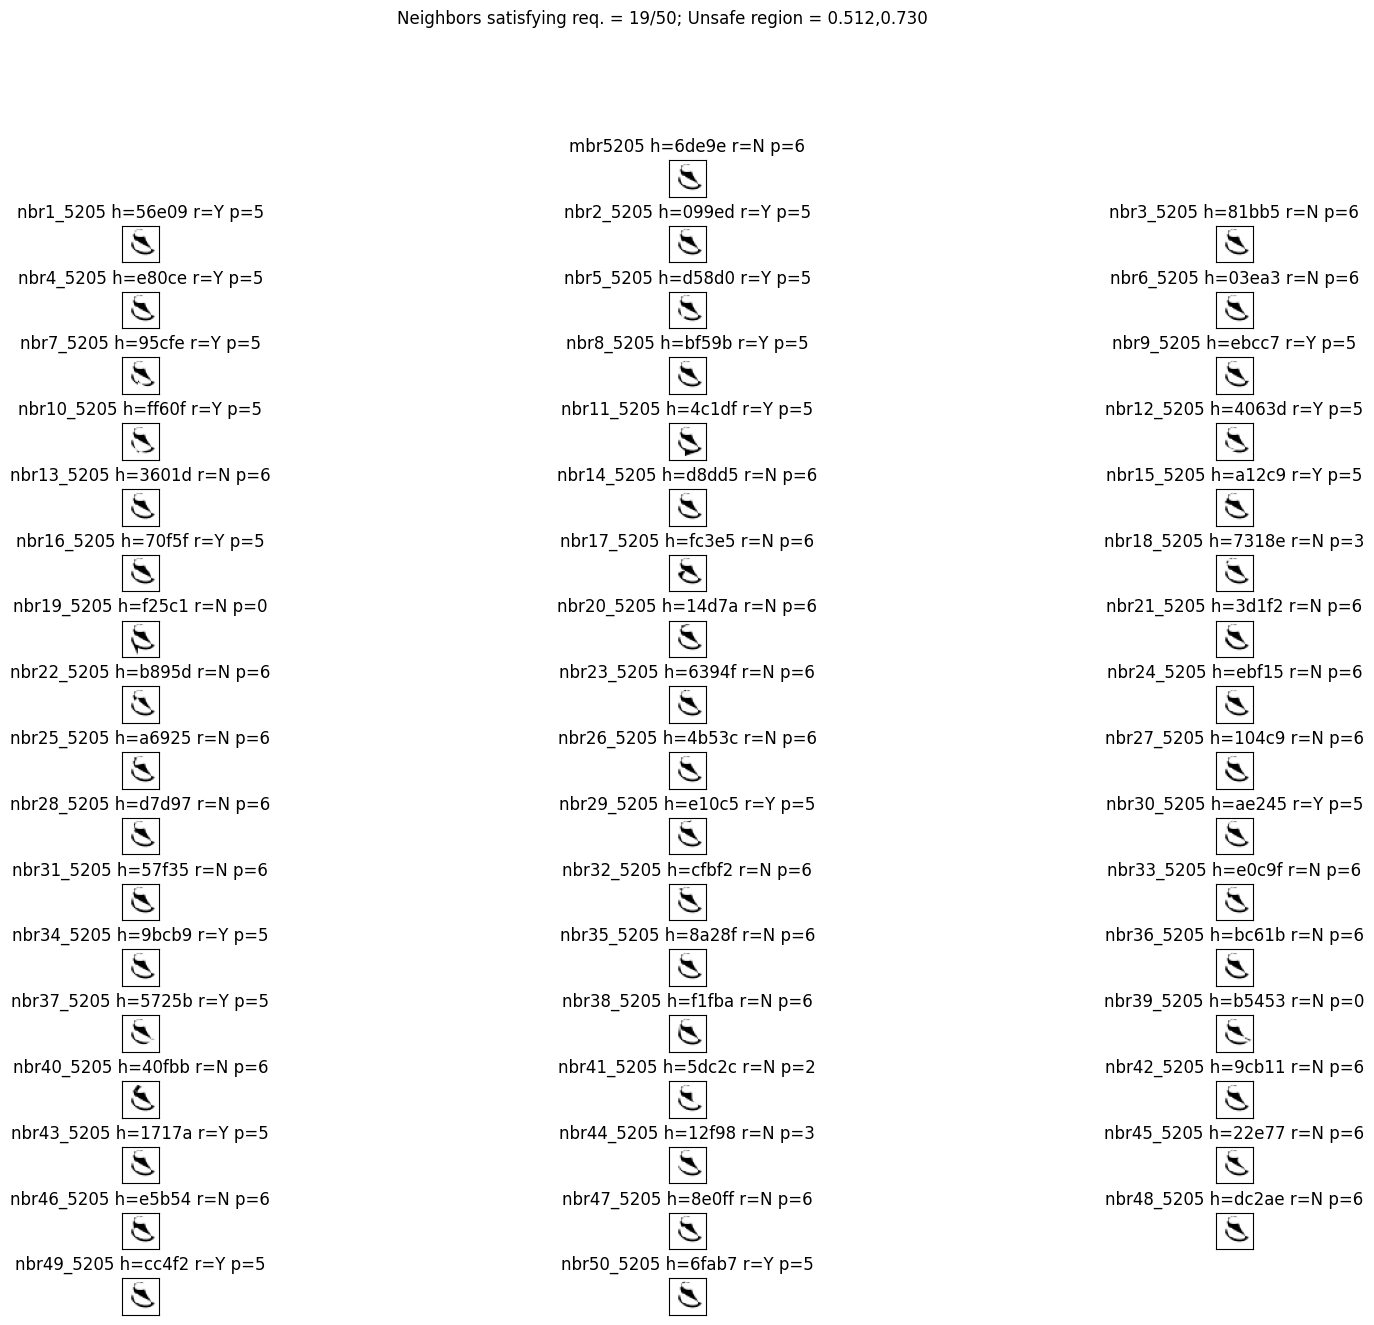 Neighbors satisfying req. = 19/50; Unsafe region = 0.512,0.730
mbr5205 h=6de9e r=N p=6
nbr1_5205 h=56e09 r=Y p=5
nbr2_5205 h=099ed r=Y p=5
nbr3_5205 h=81bb5 r=N p=6
nbr4_5205 h=e80ce r=Y p=5
nbr5_5205 h=d58d0 r=Y p=5
nbr6_5205 h=03ea3 r=N p=6
nbr7_5205 h=95cfe r=Y p=5
nbr8_5205 h=bf59b r=Y p=5
nbr9_5205 h=ebcc7 r=Y p=5
nbr10_5205 h=ff60f r=Y p=5
nbr11_5205 h=4c1df r=Y p=5
nbr12_5205 h=4063d r=Y p=5
nbr13_5205 h=3601d r=N p=6
nbr14_5205 h=d8dd5 r=N p=6
nbr15_5205 h=a12c9 r=Y p=5
nbr16_5205 h=70f5f r=Y p=5
nbr17_5205 h=fc3e5 r=N p=6
nbr18_5205 h=7318e r=N p=3
nbr19_5205 h=f25c1 r=N p=0
nbr20_5205 h=14d7a r=N p=6
nbr21_5205 h=3d1f2 r=N p=6
nbr22_5205 h=b895d r=N p=6
nbr23_5205 h=6394f r=N p=6
nbr24_5205 h=ebf15 r=N p=6
nbr25_5205 h=a6925 r=N p=6
nbr26_5205 h=4b53c r=N p=6
nbr27_5205 h=104c9 r=N p=6
nbr28_5205 h=d7d97 r=N p=6
nbr29_5205 h=e10c5 r=Y p=5
nbr30_5205 h=ae245 r=Y p=5
nbr31_5205 h=57f35 r=N p=6
nbr32_5205 h=cfbf2 r=N p=6
nbr33_5205 h=e0c9f r=N p=6
nbr34_5205 h=9bcb9 r=Y p=5
nbr35_5205 h=8a28f r=N p=6
nbr36_5205 h=bc61b r=N p=6
nbr37_5205 h=5725b r=Y p=5
nbr38_5205 h=f1fba r=N p=6
nbr39_5205 h=b5453 r=N p=0
nbr40_5205 h=40fbb r=N p=6
nbr41_5205 h=5dc2c r=N p=2
nbr42_5205 h=9cb11 r=N p=6
nbr43_5205 h=1717a r=Y p=5
nbr44_5205 h=12f98 r=N p=3
nbr45_5205 h=22e77 r=N p=6
nbr46_5205 h=e5b54 r=N p=6
nbr47_5205 h=8e0ff r=N p=6
nbr48_5205 h=dc2ae r=N p=6
nbr49_5205 h=cc4f2 r=Y p=5
nbr50_5205 h=6fab7 r=Y p=5